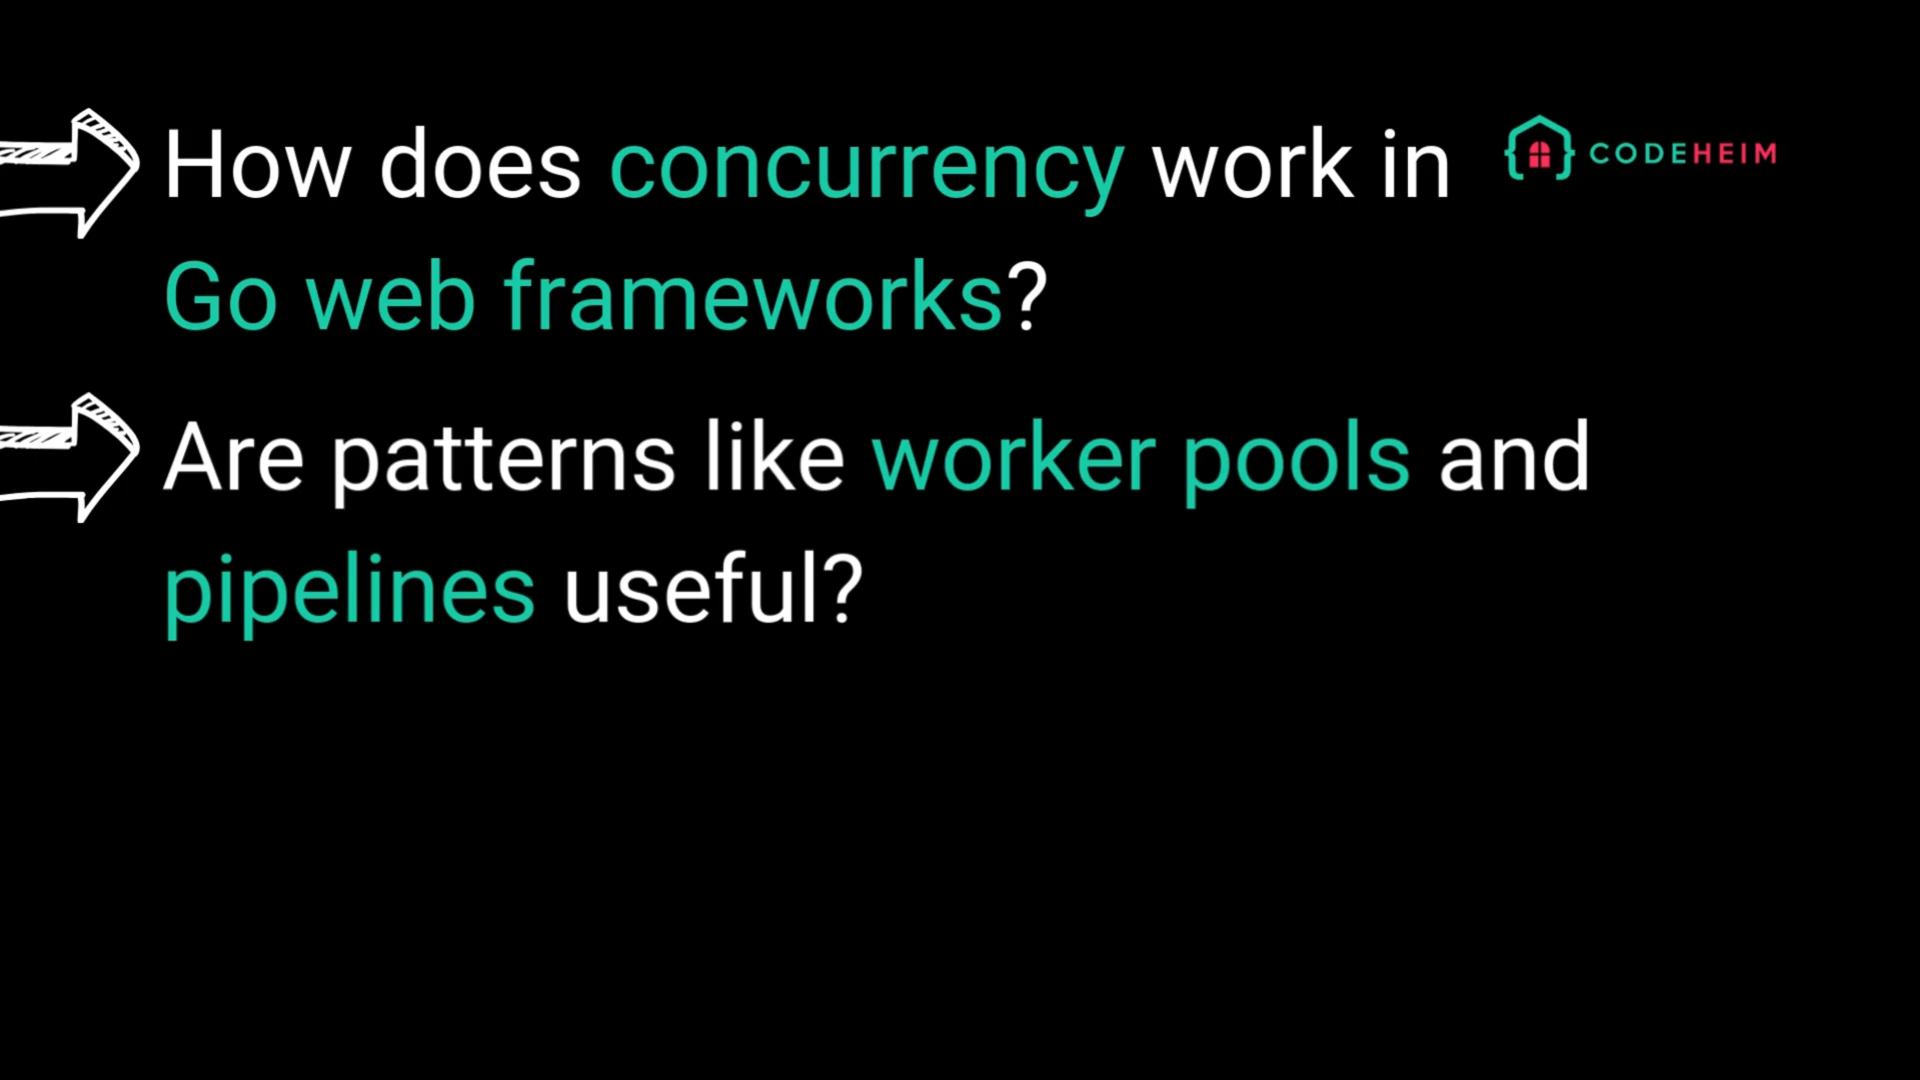 How does concurrency work in
CODEHEIM
Go web frameworks?
Are patterns like worker pools and
pipelines useful?